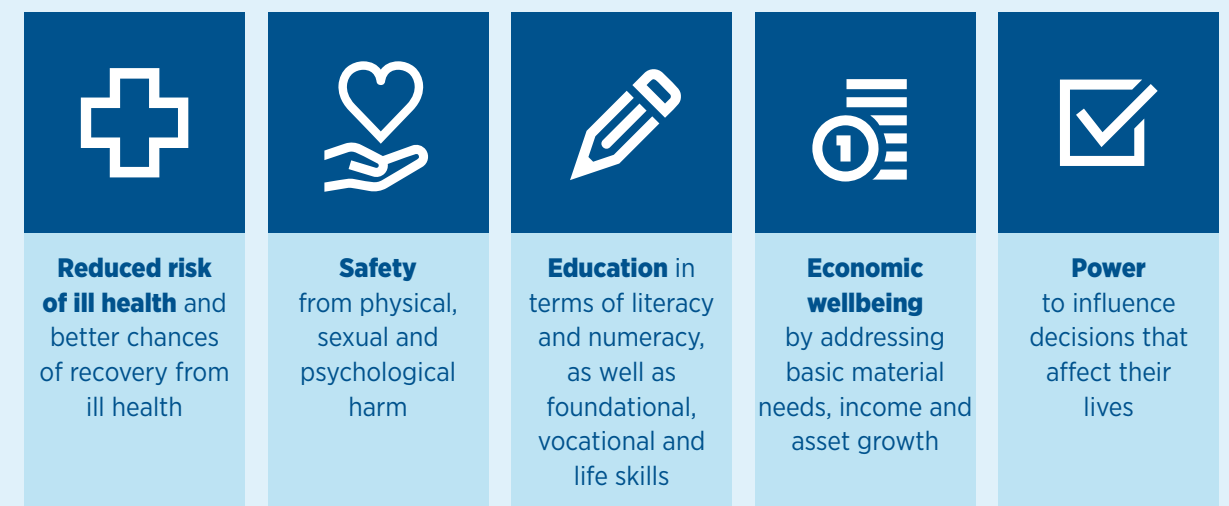 1
Reduced risk
of ill health and
better chances
of recovery from
ill health
Safety
from physical,
sexual and
psychological
harm
Education in
terms of literacy
and numeracy,
as well as
foundational,
vocational and
life skills
Economic
wellbeing
by addressing
basic material
needs, income and
asset growth
Power
to influence
decisions that
affect their
lives